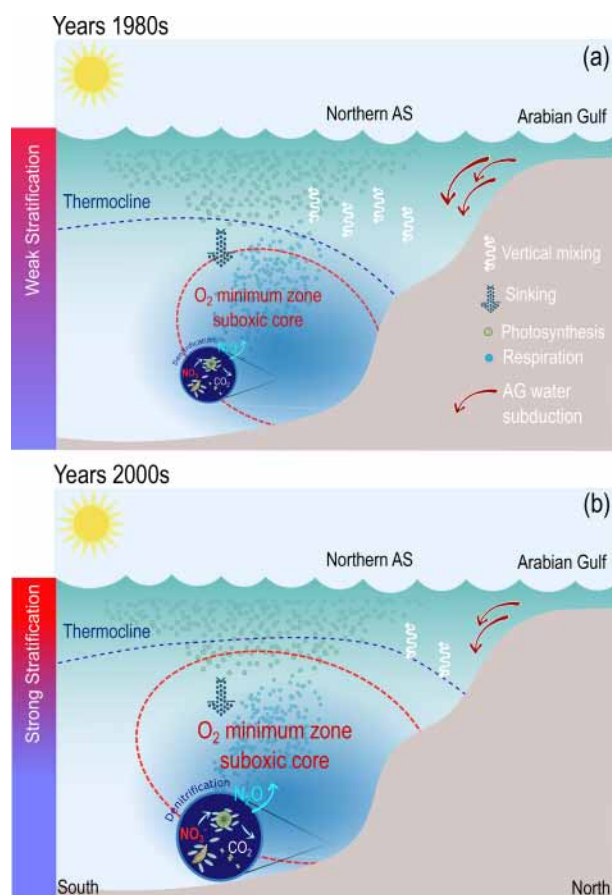 Years 1980s
(a)
Northern AS
Arabian Gulf
Weak Stratification
Thermocline
Vertical mixing
O₂ minimum zone
suboxic core
Sinking
Photosynthesis
Respiration
Denitrification
NO₃⁻
CO₂
AG water
subduction
Years 2000s
(b)
Northern AS
Arabian Gulf
Strong Stratification
Thermocline
O₂ minimum zone
suboxic core
Denitrification
N₂O
NO₃⁻
CO₂
South
North